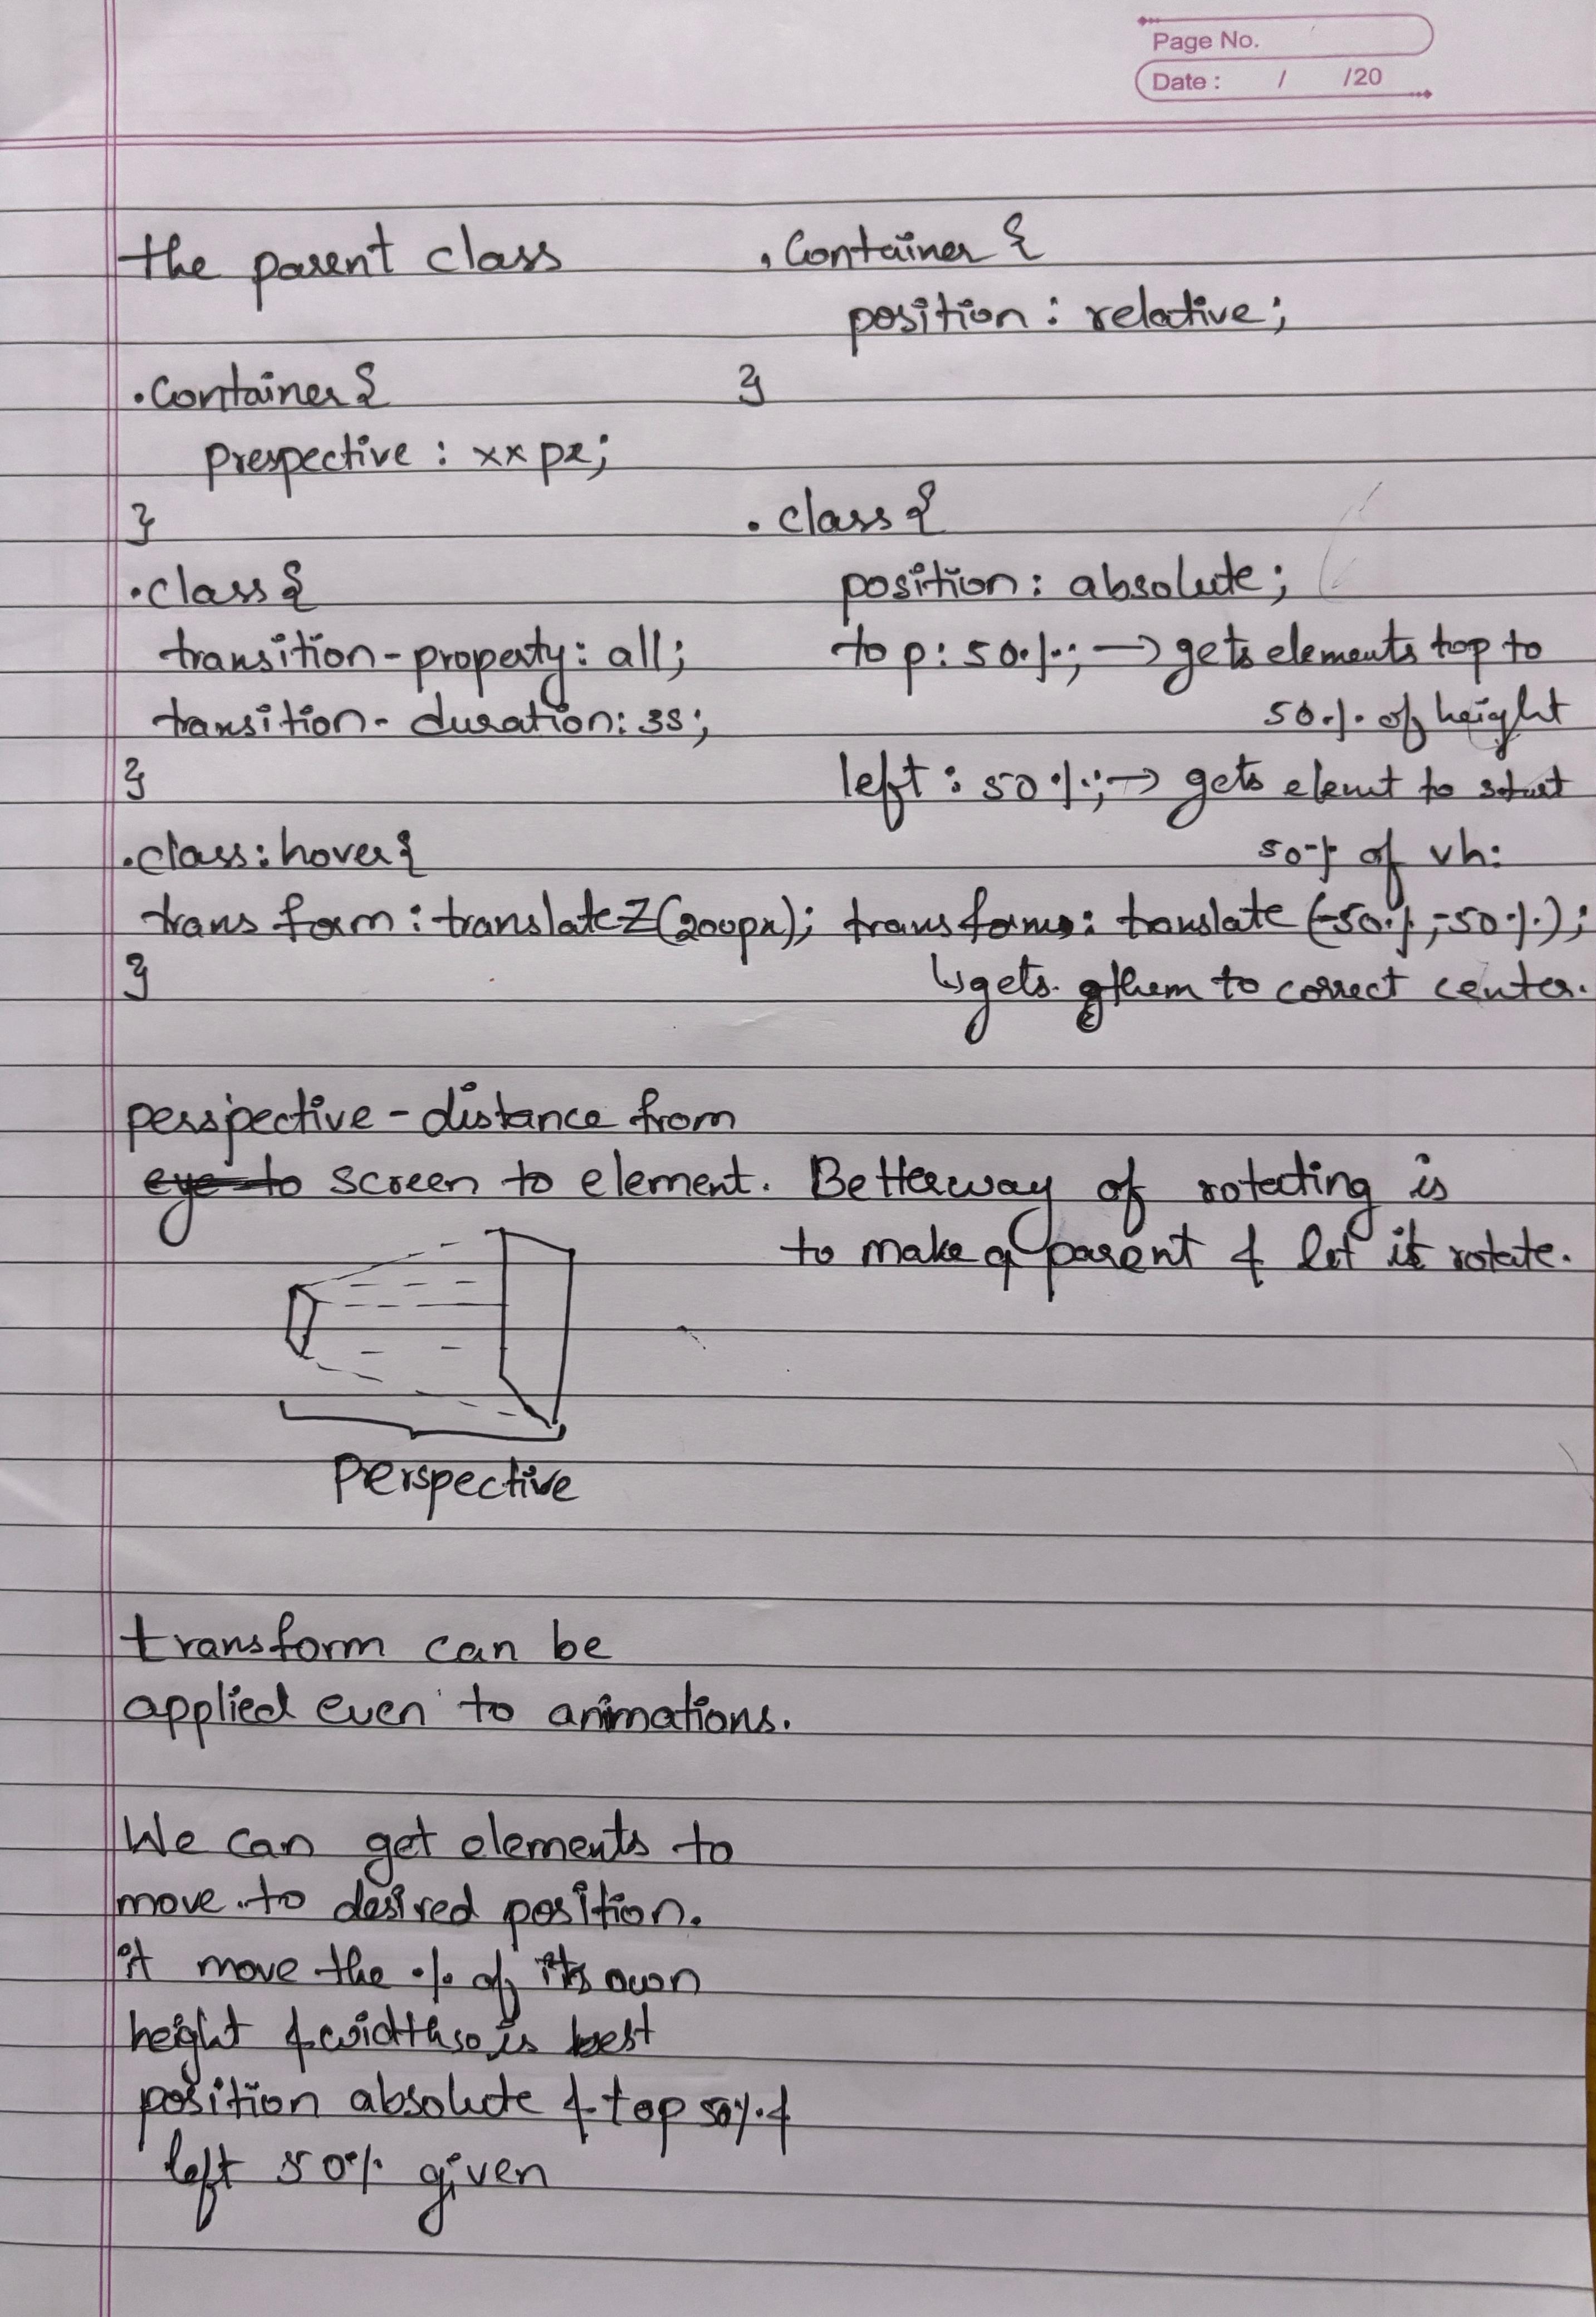 Page No.
Date : / /20
the parent class
.Container {
prespective : xx px;
}
.class {
transition-property: all;
transition-duration: 3s;
}
.class:hover {
transform: translateZ(200px);
}
perspective - distance from
eye to screen to element.
Perspective
transform can be
applied even to animations.
We can get elements to
move to desired position.
it move the % of its own
height & width so is best
position absolute & top 50% &
left 50% given
.Container {
position : relative;
}
.class {
position: absolute;
top: 50%; → gets elements top to
50% of height
left : 50%; → gets elemnt to start
50% of vh:
transform: translate (-50%, -50%);
↳ gets them to correct center.
Better way of rotating is
to make a parent & let it rotate.